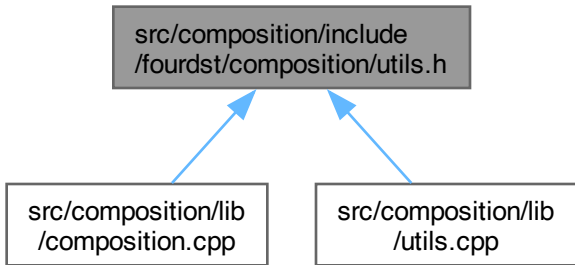 src/composition/include
/fourdst/composition/utils.h
src/composition/lib
/composition.cpp
src/composition/lib
/utils.cpp